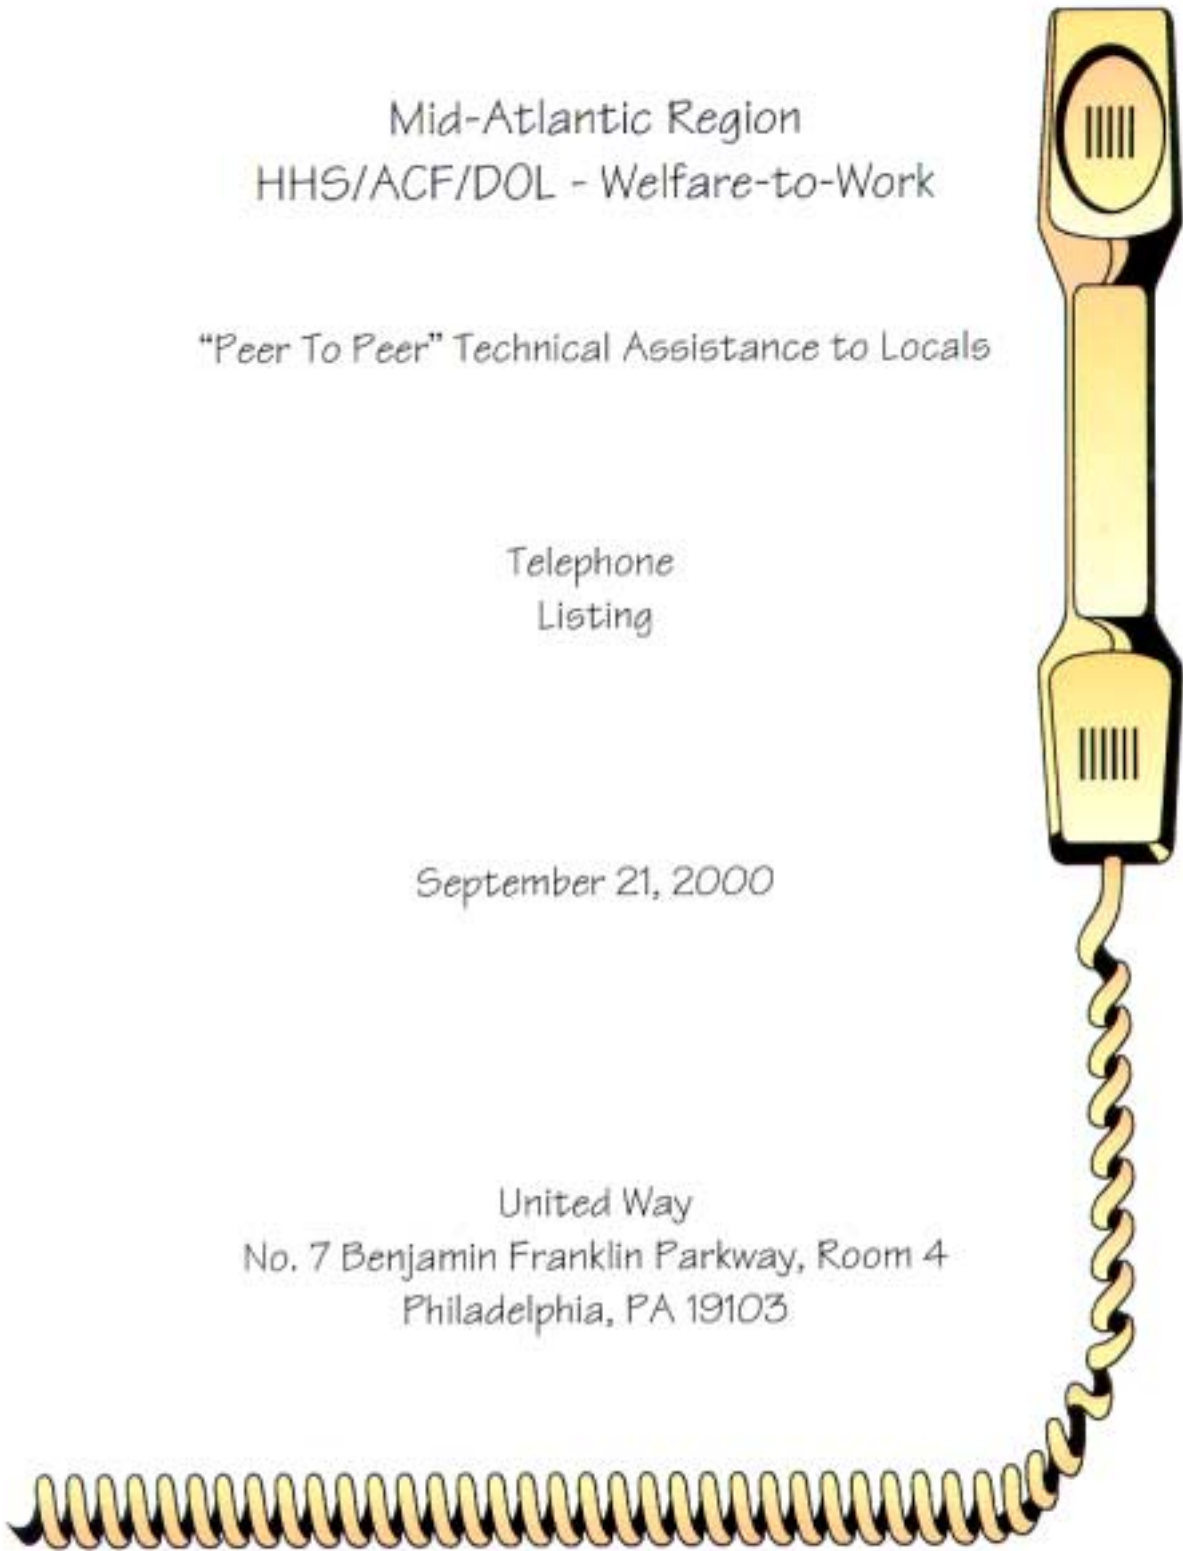 Mid-Atlantic Region
HHS/ACF/DOL - Welfare-to-Work
“Peer To Peer” Technical Assistance to Locals
Telephone
Listing
September 21, 2000
United Way
No. 7 Benjamin Franklin Parkway, Room 4
Philadelphia, PA 19103